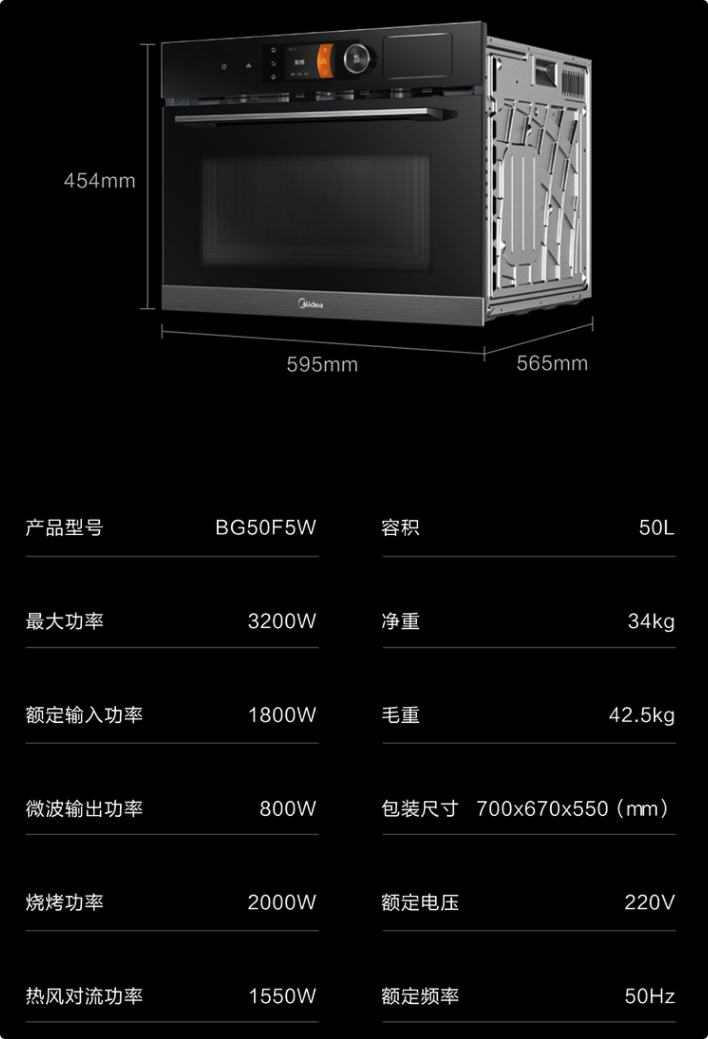 454mm
Midea
595mm
565mm
产品型号 BG50F5W
容积 50L
最大功率 3200W
净重 34kg
额定输入功率 1800W
毛重 42.5kg
微波输出功率 800W
包装尺寸 700x670x550（mm）
烧烤功率 2000W
额定电压 220V
热风对流功率 1550W
额定频率 50Hz